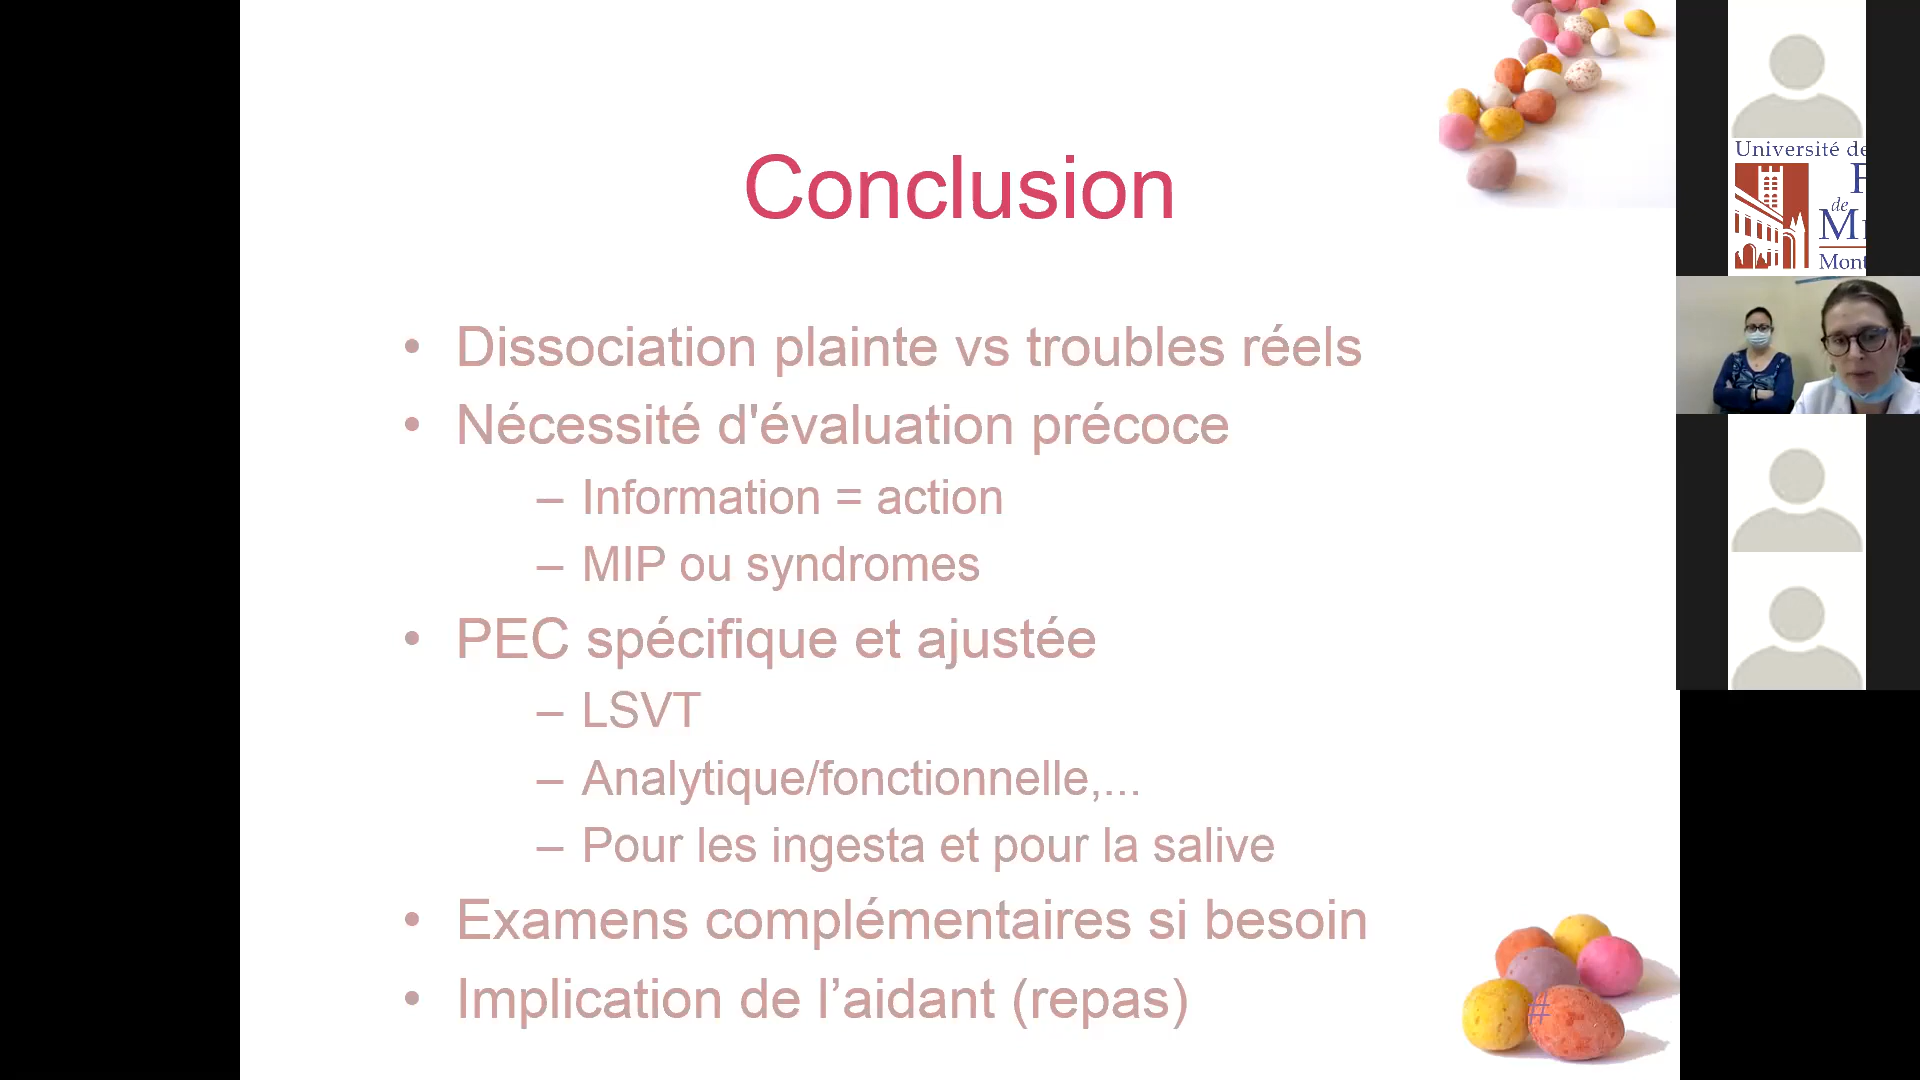 Conclusion
• Dissociation plainte vs troubles réels
• Nécessité d'évaluation précoce
– Information = action
– MIP ou syndromes
• PEC spécifique et ajustée
– LSVT
– Analytique/fonctionnelle,...
– Pour les ingesta et pour la salive
• Examens complémentaires si besoin
• Implication de l’aidant (repas)
#
Université de
F
de
M
Mont